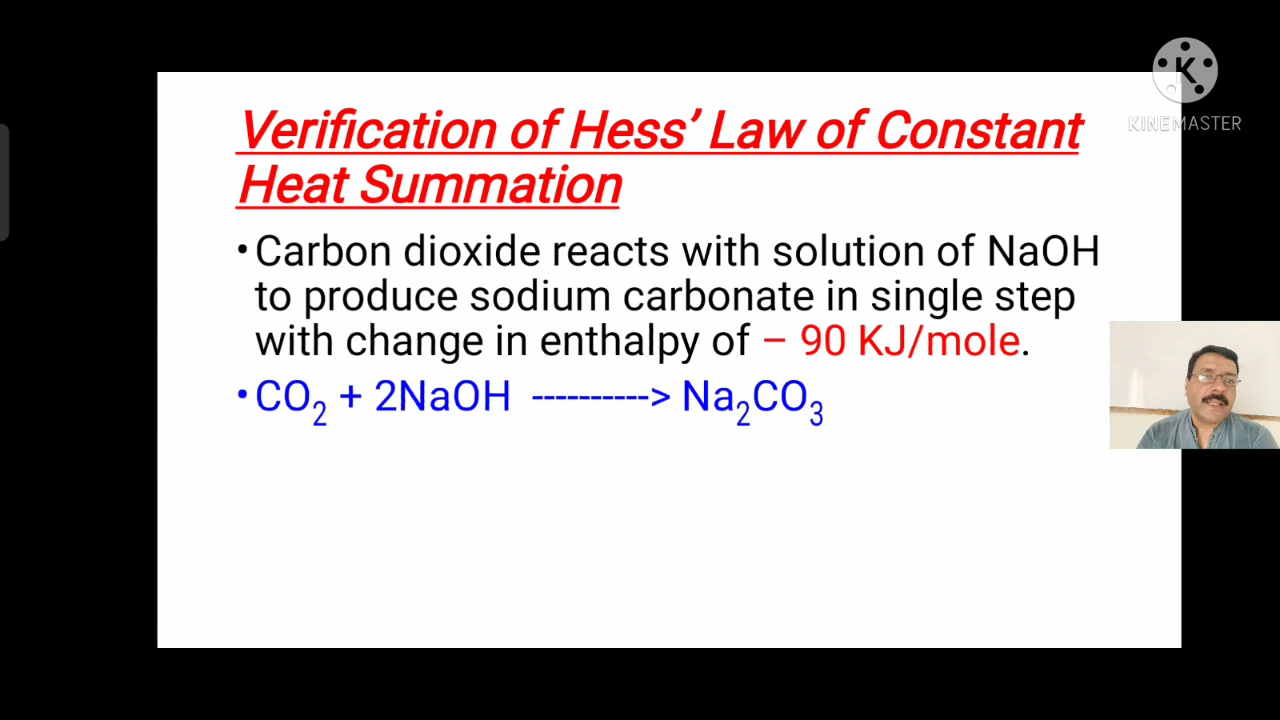 Verification of Hess’ Law of Constant
Heat Summation
• Carbon dioxide reacts with solution of NaOH
to produce sodium carbonate in single step
with change in enthalpy of – 90 KJ/mole.
• CO₂ + 2NaOH ----------> Na₂CO₃
K
KINEMASTER